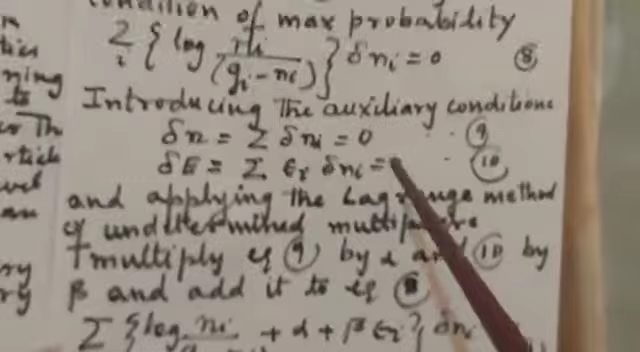 condition of max probability
Σ i { log ni / (gi - ni) } δni = 0 (8)
Introducing the auxiliary conditions
δn = Σ δni = 0 (9)
δE = Σ εi δni = (10)
and applying the Lagrange method
of undetermined multipliers
multiply eq (9) by α and (10) by
β and add it to eq (8)
Σ { log ni + α + β εi } δni